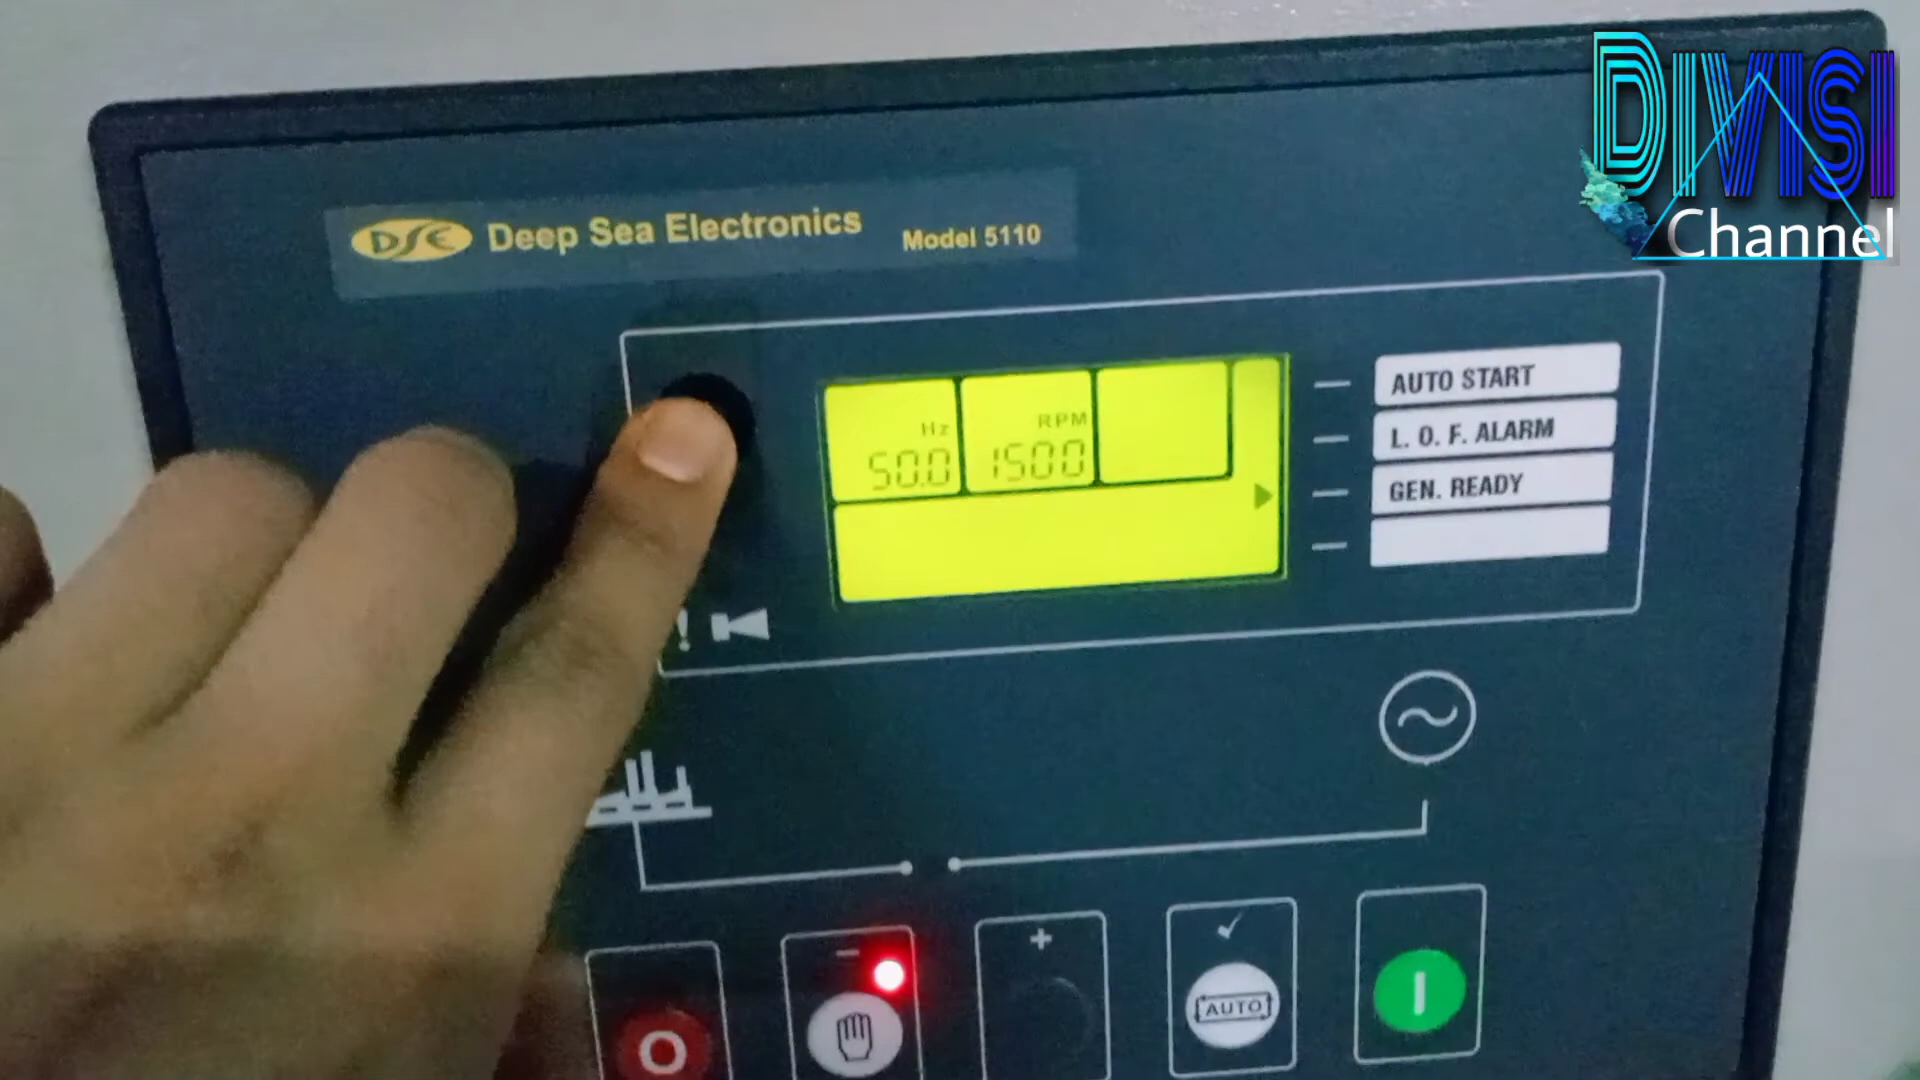 DIVISI
Channel
DSE Deep Sea Electronics Model 5110
Hz
50.0
RPM
1500
AUTO START
L. O. F. ALARM
GEN. READY
!
- + ✓
O
AUTO
I